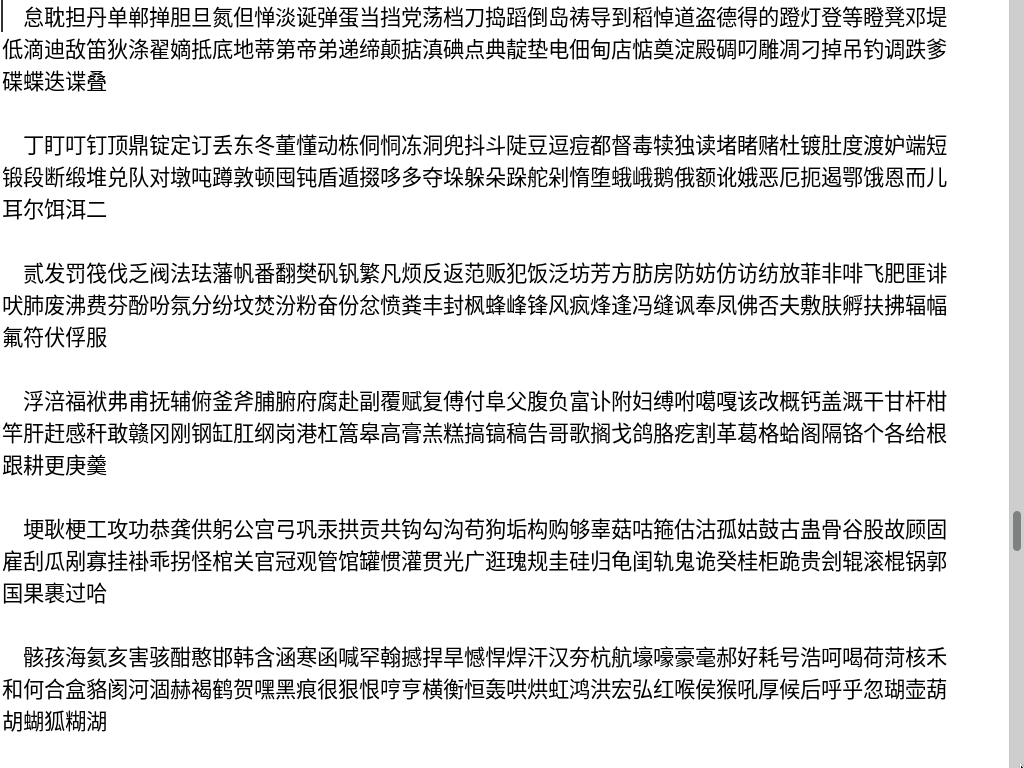 怠耽担丹单郸掸胆旦氮但惮淡诞弹蛋当挡党荡档刀捣蹈倒岛祷导到稻悼道盗德得的蹬灯登等瞪凳邓堤
低滴迪敌笛狄涤翟嫡抵底地蒂第帝弟递缔颠掂滇碘点典靛垫电佃甸店惦奠淀殿碉叼雕凋刁掉吊钓调跌爹
碟蝶迭谍叠
丁盯叮钉顶鼎锭定订丢东冬董懂动栋侗恫冻洞兜抖斗陡豆逗痘都督毒犊独读堵睹赌杜镀肚度渡妒端短
锻段断缎堆兑队对墩吨蹲敦顿囤钝盾遁掇哆多夺垛躲朵跺舵剁惰堕蛾峨鹅俄额讹娥恶厄扼遏鄂饿恩而儿
耳尔饵洱二
贰发罚筏伐乏阀法珐藩帆番翻樊矾钒繁凡烦反返范贩犯饭泛坊芳方肪房防妨仿访纺放菲非啡飞肥匪诽
吠肺废沸费芬酚吩氛分纷坟焚汾粉奋份忿愤粪丰封枫蜂峰锋风疯烽逢冯缝讽奉凤佛否夫敷肤孵扶拂辐幅
氟符伏俘服
浮涪福袱弗甫抚辅俯釜斧脯腑府腐赴副覆赋复傅付阜父腹负富讣附妇缚咐噶嘎该改概钙盖溉干甘杆柑
竿肝赶感秆敢赣冈刚钢缸肛纲岗港杠篙皋高膏羔糕搞镐稿告哥歌搁戈鸽胳疙割革葛格蛤阁隔铬个各给根
跟耕更庚羹
埂耿梗工攻功恭龚供躬公宫弓巩汞拱贡共钩勾沟苟狗垢构购够辜菇咕箍估沽孤姑鼓古蛊骨谷股故顾固
雇刮瓜剐寡挂褂乖拐怪棺关官冠观管馆罐惯灌贯光广逛瑰规圭硅归龟闺轨鬼诡癸桂柜跪贵刽辊滚棍锅郭
国果裹过哈
骸孩海氦亥害骇酣憨邯韩含涵寒函喊罕翰撼捍旱憾悍焊汗汉夯杭航壕嚎豪毫郝好耗号浩呵喝荷菏核禾
和何合盒貉阂河涸赫褐鹤贺嘿黑痕很狠恨哼亨横衡恒轰哄烘虹鸿洪宏弘红喉侯猴吼厚候后呼乎忽瑚壶葫
胡蝴狐糊湖